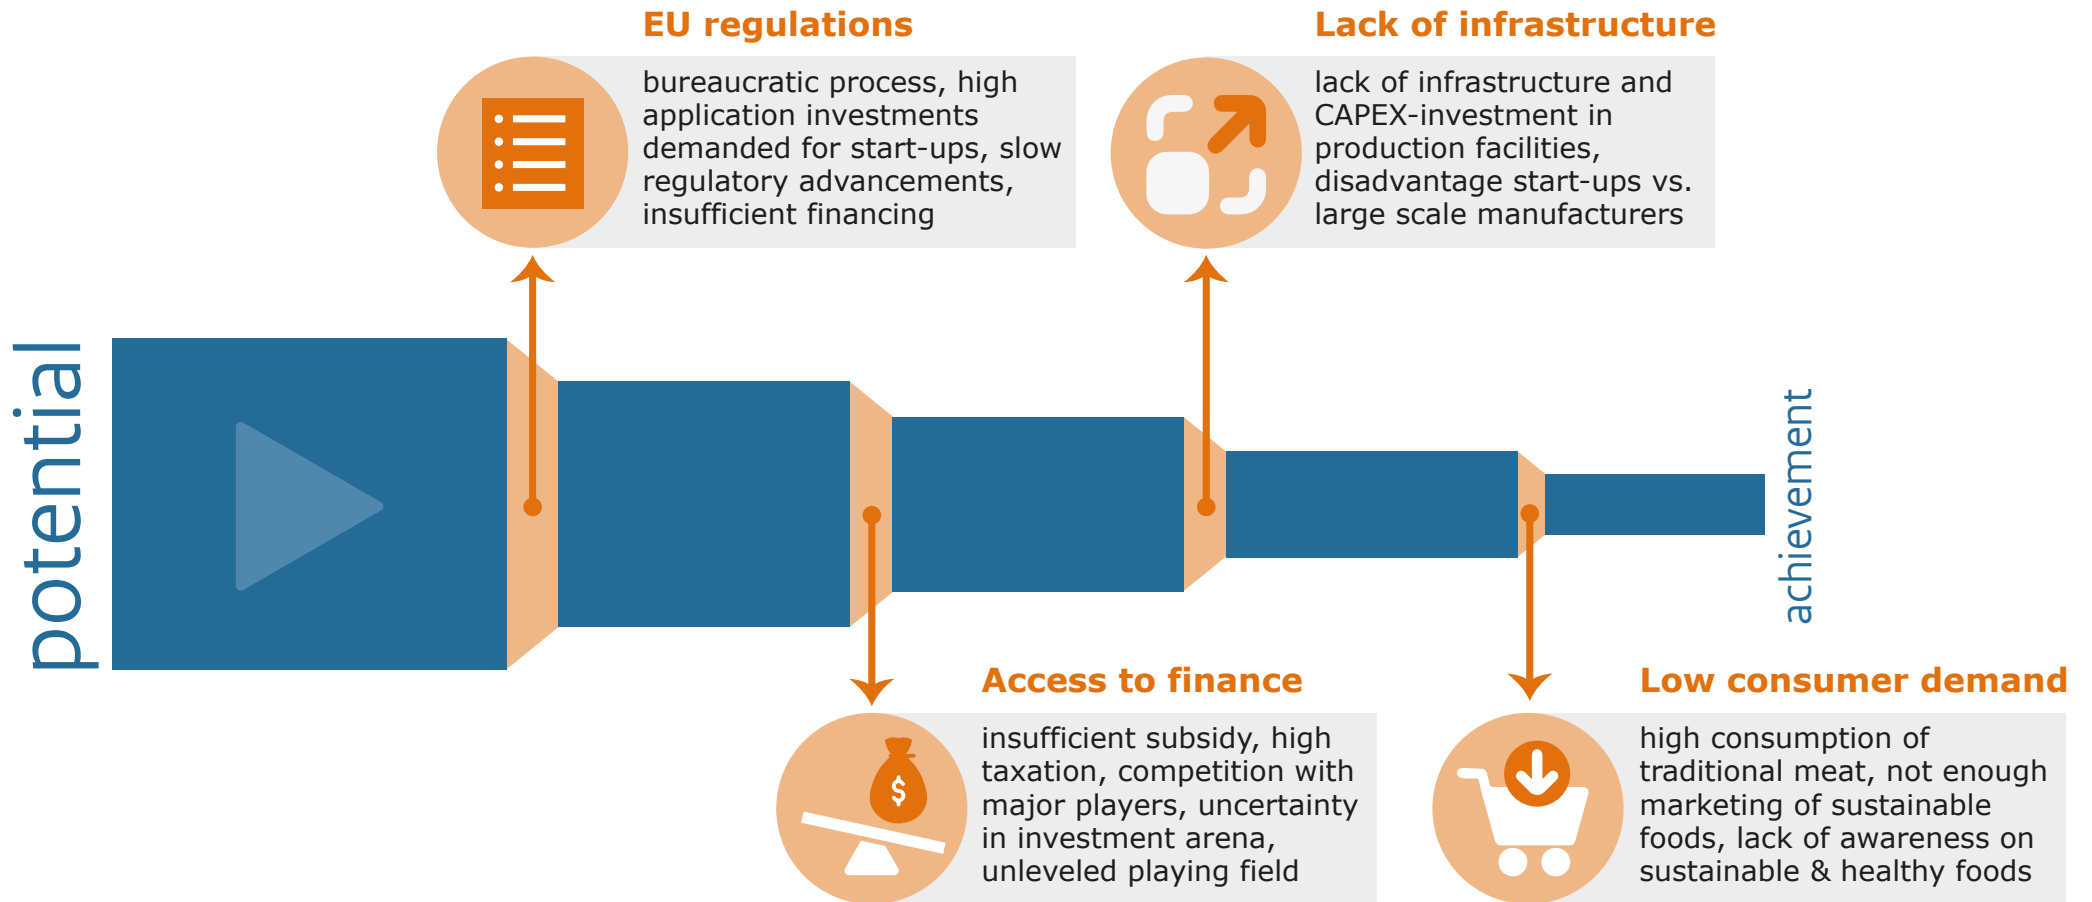 EU regulations
bureaucratic process, high
application investments
demanded for start-ups, slow
regulatory advancements,
insufficient financing
Lack of infrastructure
lack of infrastructure and
CAPEX-investment in
production facilities,
disadvantage start-ups vs.
large scale manufacturers
potential
achievement
Access to finance
insufficient subsidy, high
taxation, competition with
major players, uncertainty
in investment arena,
unleveled playing field
$
Low consumer demand
high consumption of
traditional meat, not enough
marketing of sustainable
foods, lack of awareness on
sustainable & healthy foods